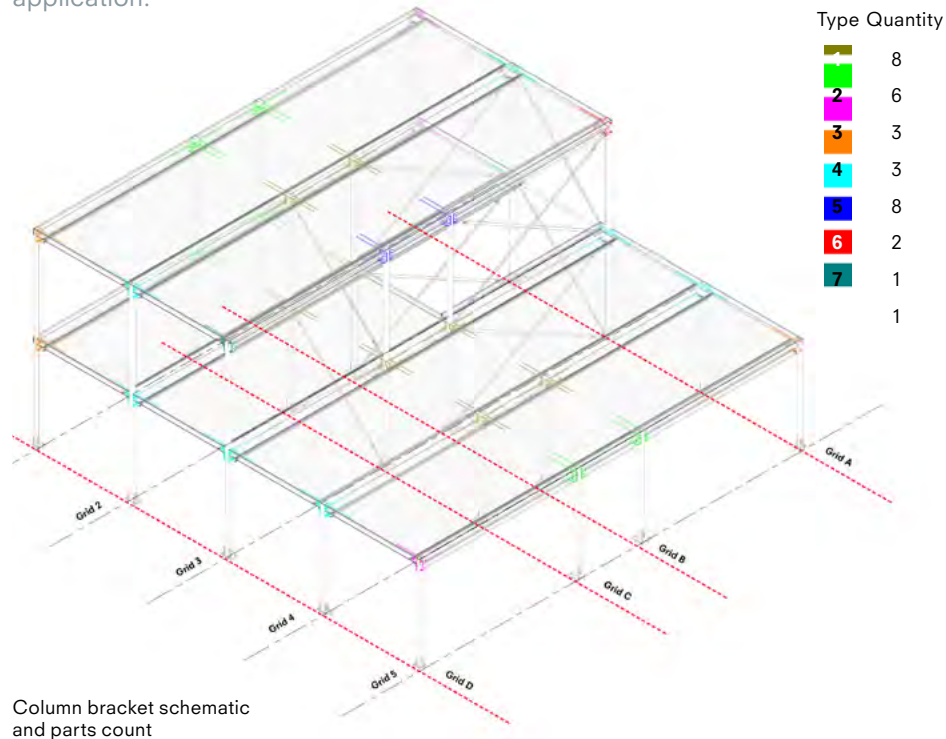 application.
Type Quantity
1 8
2 6
3 3
4 3
5 8
6 2
7 1
1
Grid A
Grid 2
Grid B
Grid 3
Grid C
Grid 4
Grid 5
Grid D
Column bracket schematic
and parts count